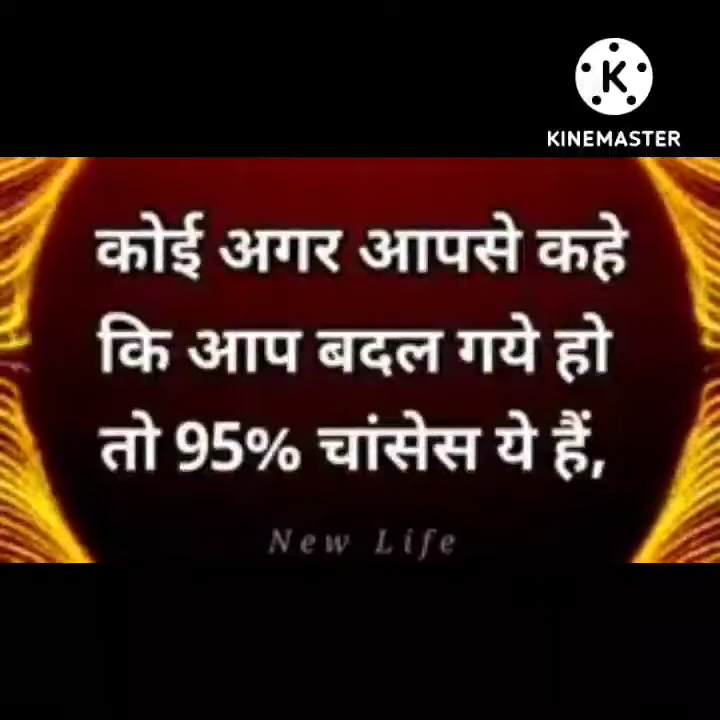 KINEMASTER
कोई अगर आपसे कहे
कि आप बदल गये हो
तो 95% चांसेस ये हैं,
New Life